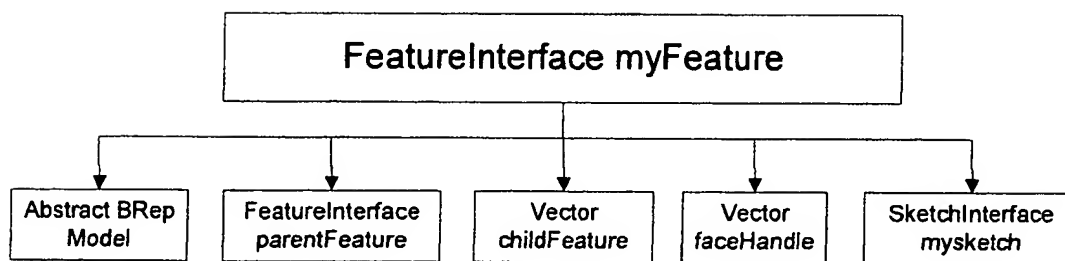 FeatureInterface myFeature
Abstract BRep
Model
FeatureInterface
parentFeature
Vector
childFeature
Vector
faceHandle
SketchInterface
mysketch